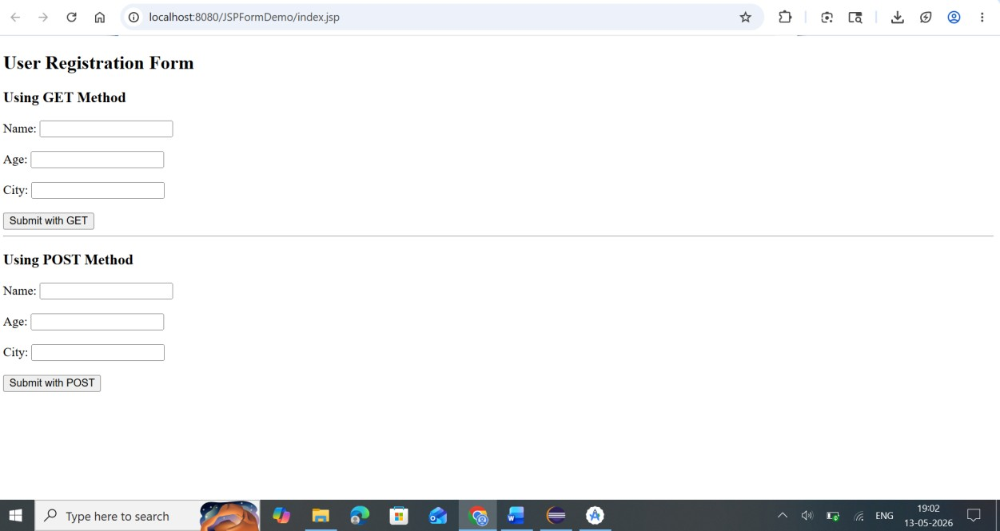 localhost:8080/JSPFormDemo/index.jsp
User Registration Form
Using GET Method
Name:
Age:
City:
Submit with GET
Using POST Method
Name:
Age:
City:
Submit with POST
Type here to search
ENG
19:02
13-05-2026